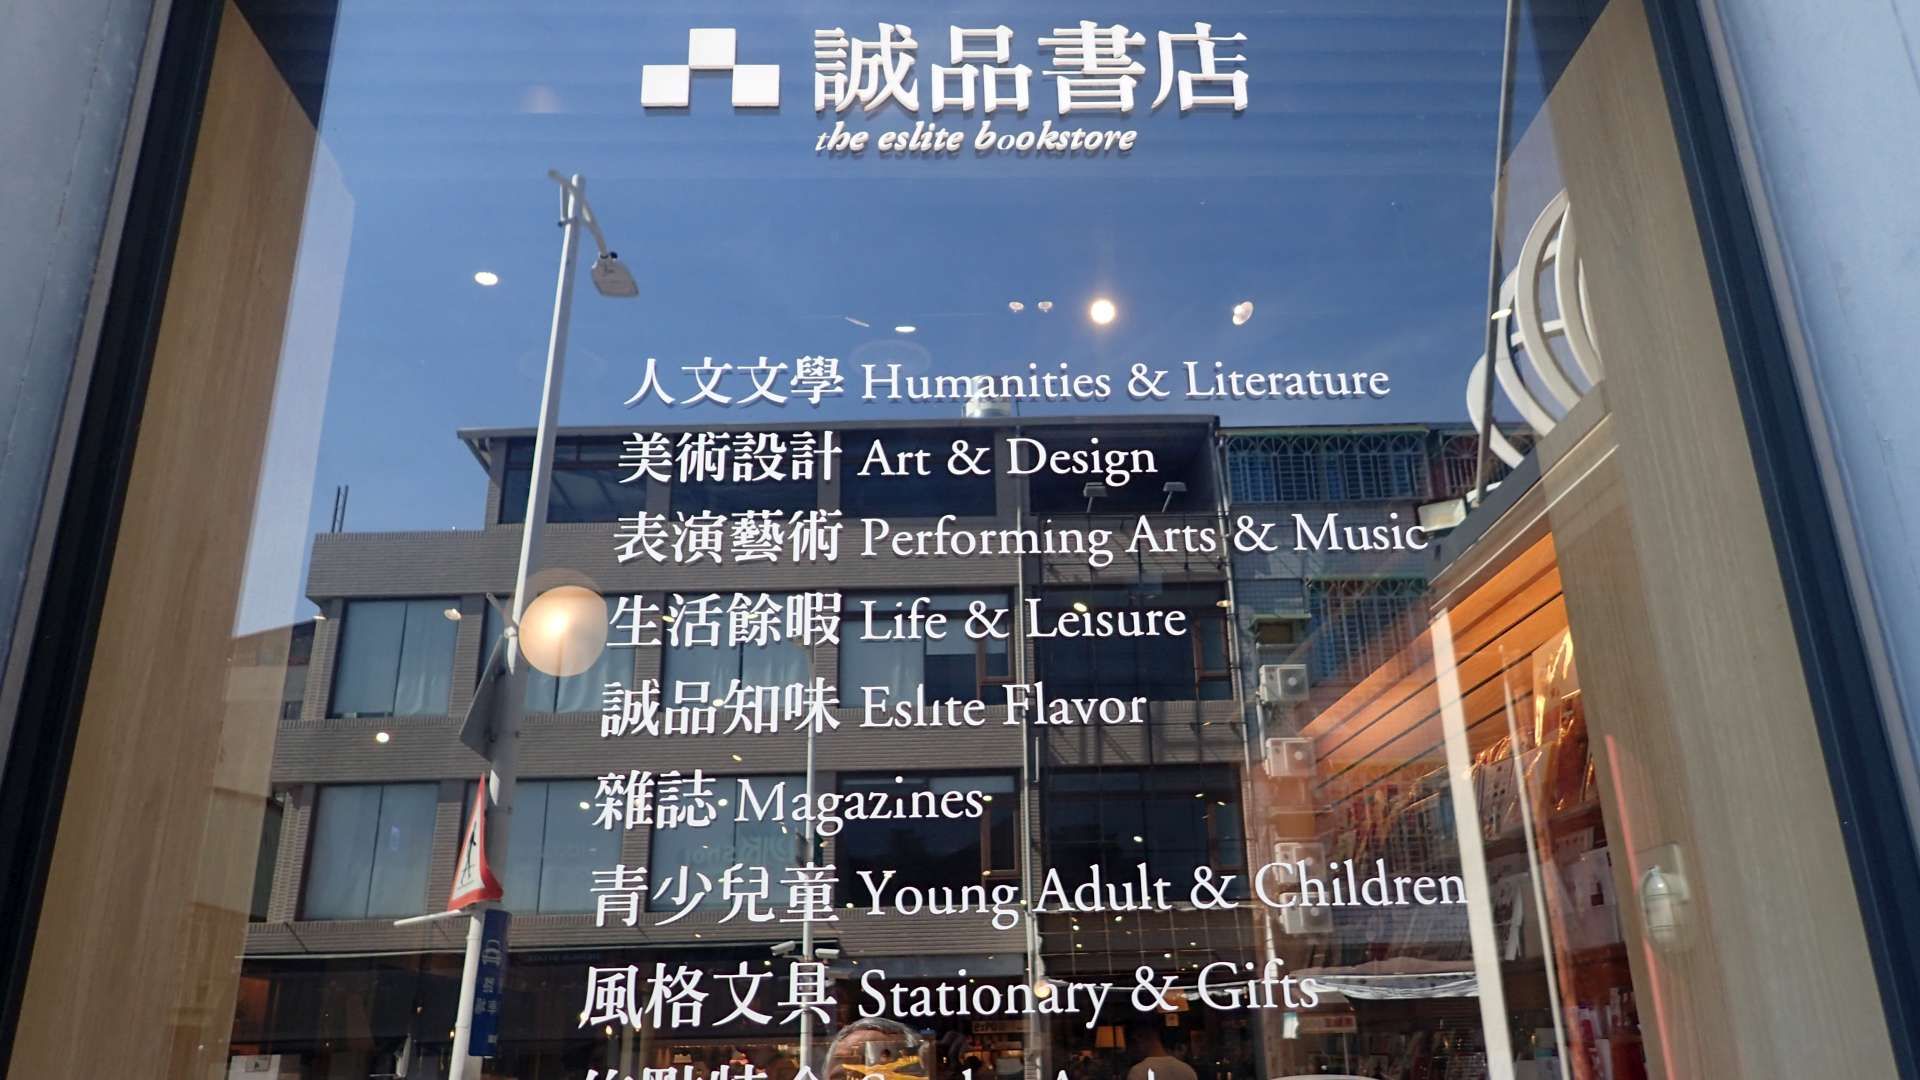 誠品書店
the eslite bookstore
人文文學 Humanities & Literature
美術設計 Art & Design
表演藝術 Performing Arts & Music
生活餘暇 Life & Leisure
誠品知味 Eslite Flavor
雜誌 Magazines
青少兒童 Young Adult & Children
風格文具 Stationary & Gifts